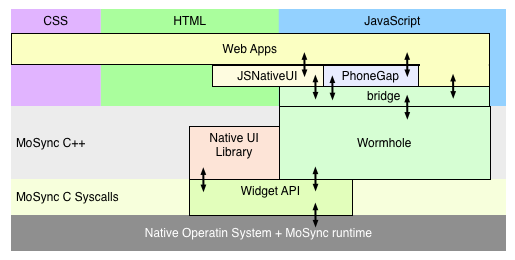 CSS HTML JavaScript
Web Apps
JSNativeUI PhoneGap
bridge
MoSync C++
Native UI
Library
Wormhole
MoSync C Syscalls
Widget API
Native Operatin System + MoSync runtime